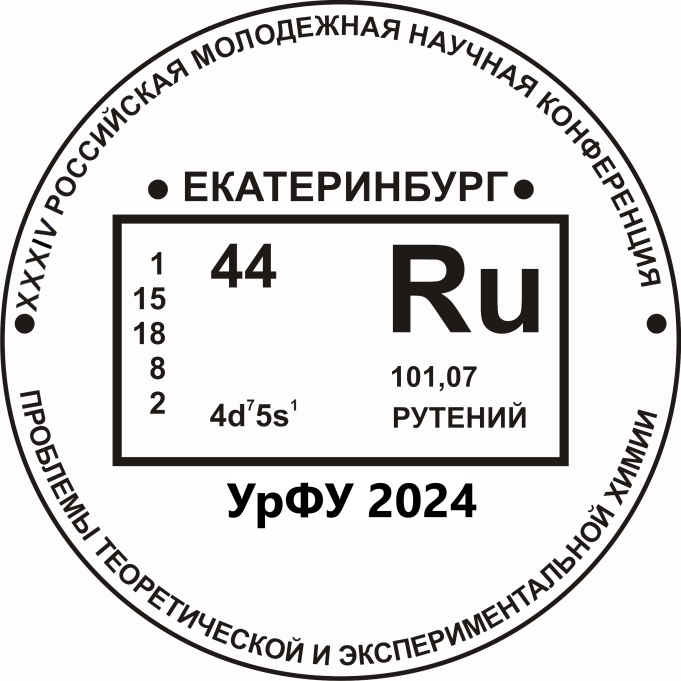 XXXIV РОССИЙСКАЯ МОЛОДЕЖНАЯ НАУЧНАЯ КОНФЕРЕНЦИЯ
• ЕКАТЕРИНБУРГ •
1
15
18
8
2
44
Ru
101,07
4d⁷5s¹
РУТЕНИЙ
УрФУ 2024
ПРОБЛЕМЫ ТЕОРЕТИЧЕСКОЙ И ЭКСПЕРИМЕНТАЛЬНОЙ ХИМИИ